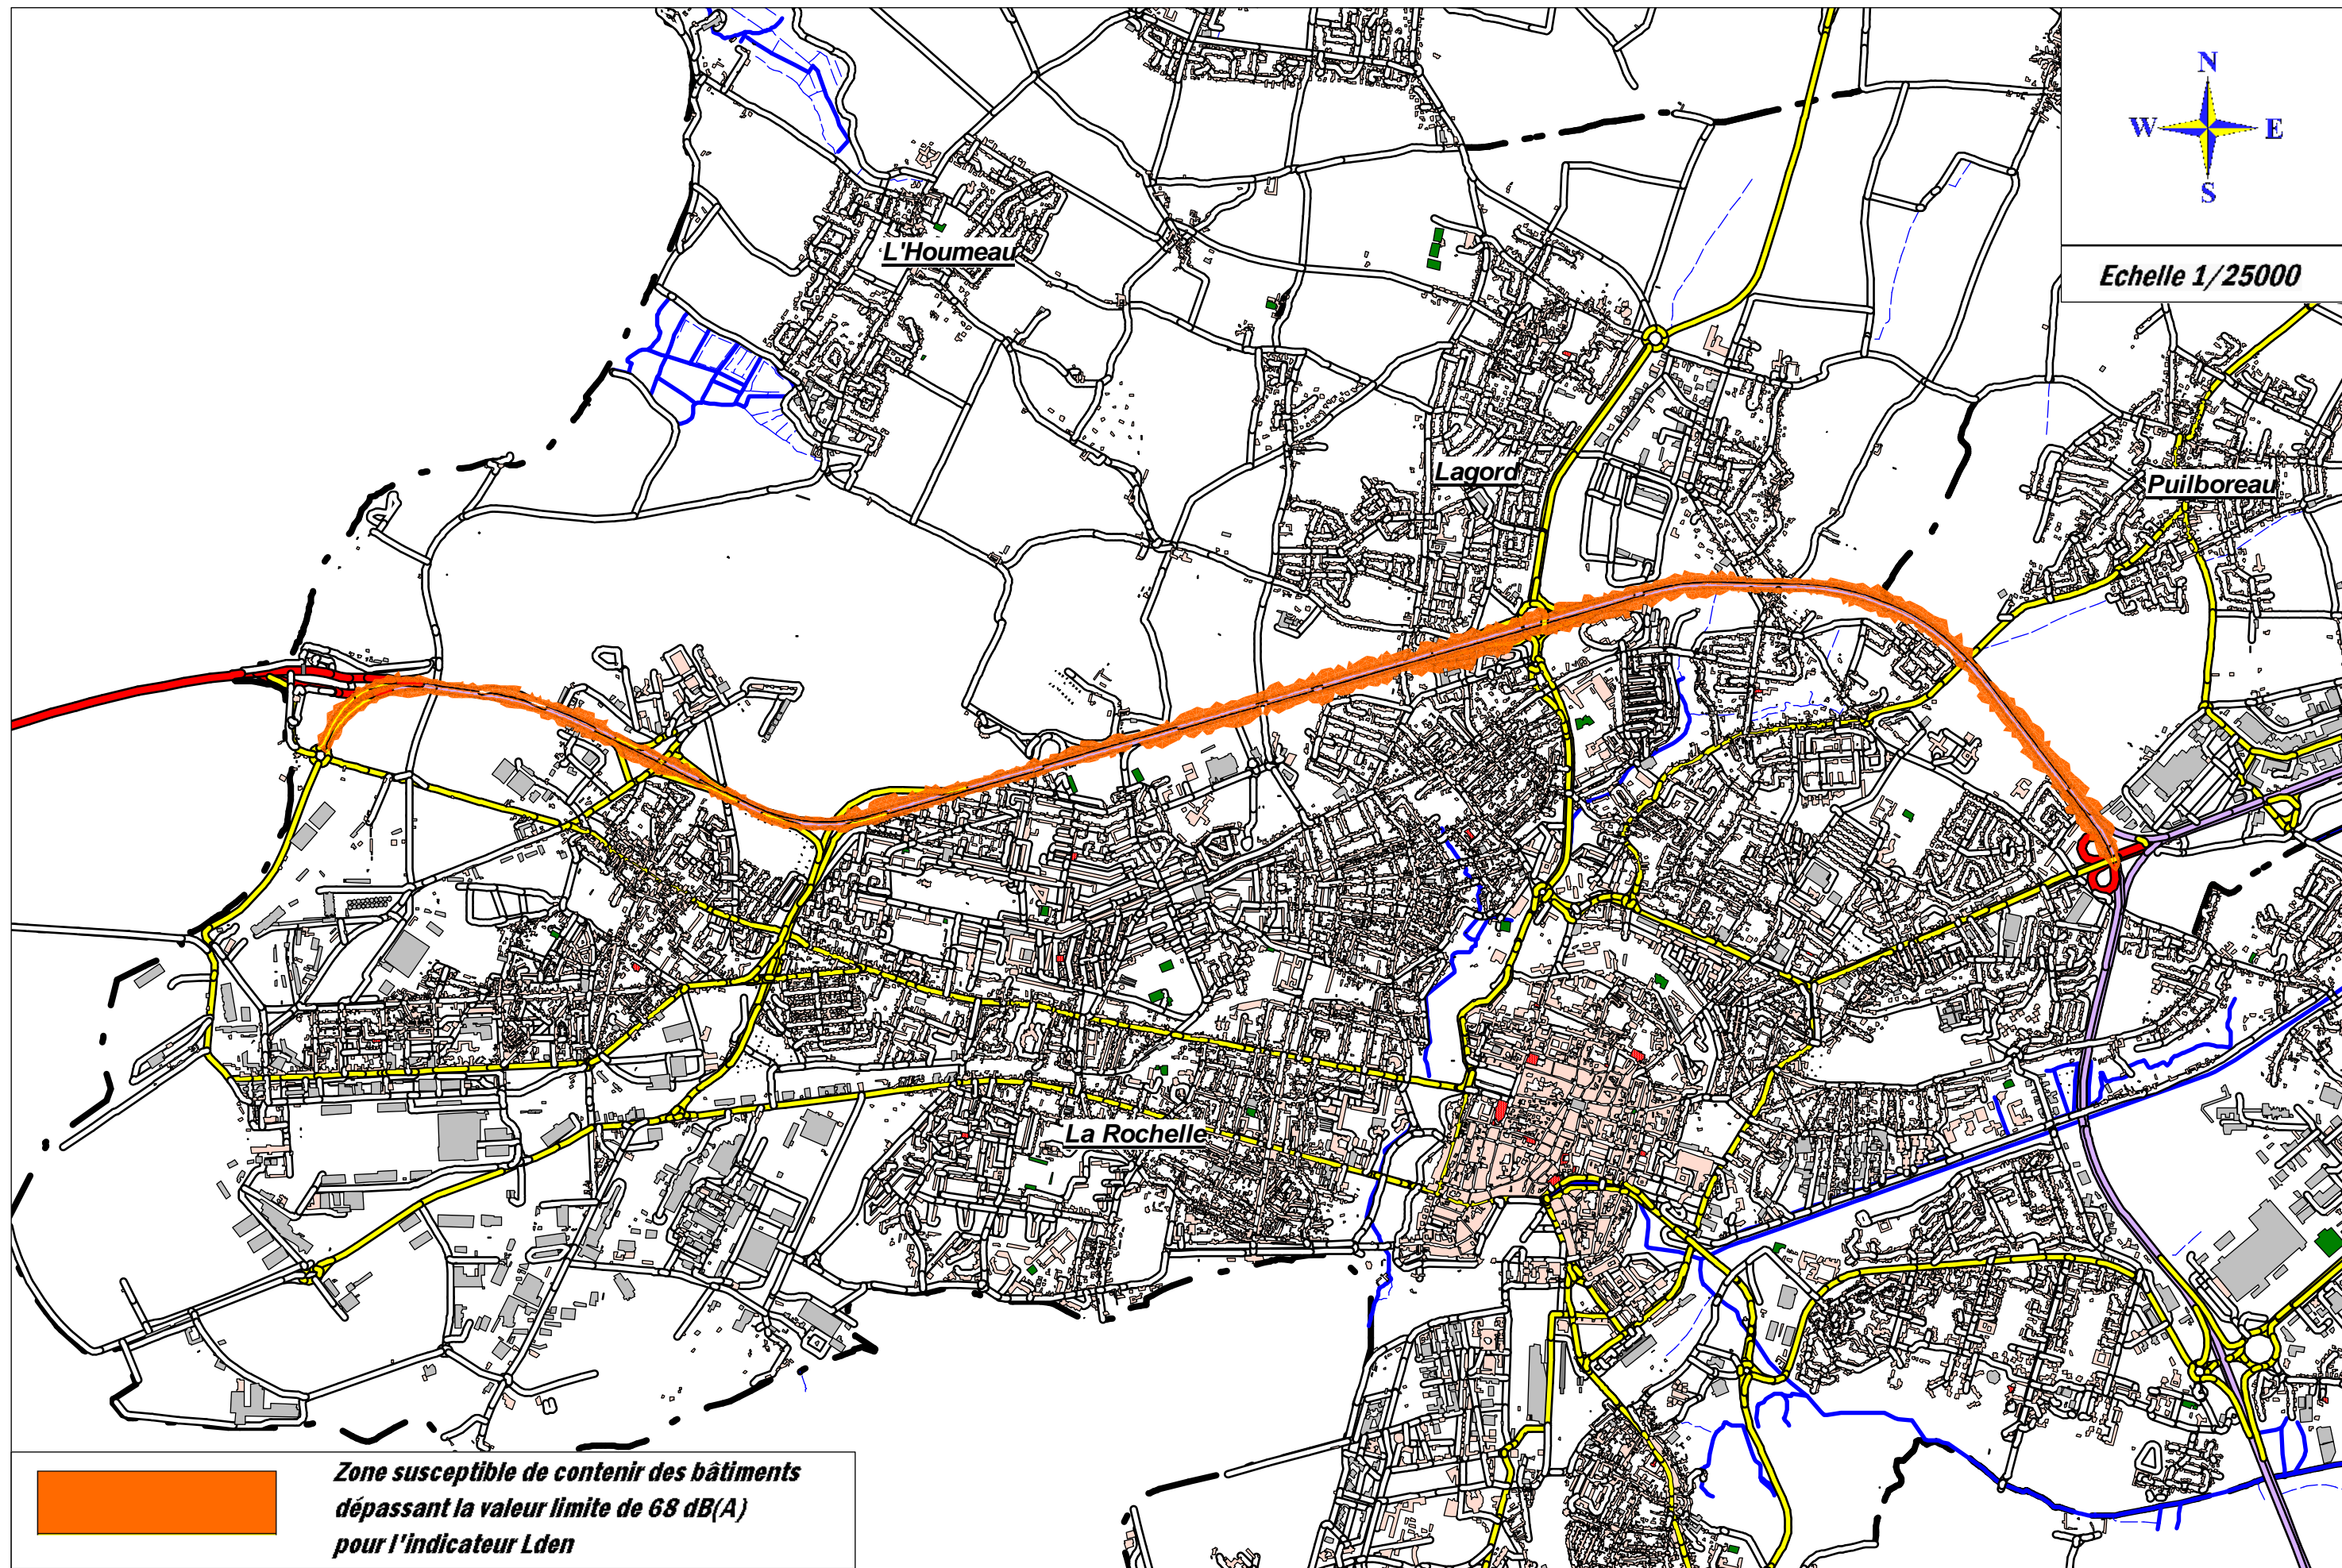 N
W E
S
Echelle 1/25000
L'Houmeau
Lagord
Puilboreau
La Rochelle
Zone susceptible de contenir des bâtiments
dépassant la valeur limite de 68 dB(A)
pour l'indicateur Lden